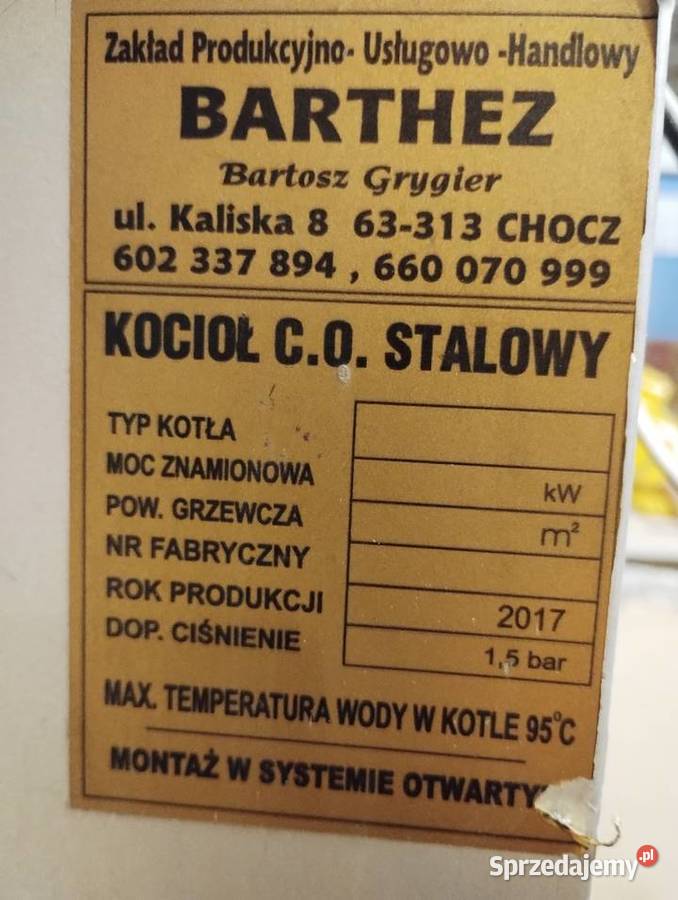 Zakład Produkcyjno- Usługowo -Handlowy
BARTHEZ
Bartosz Grygier
ul. Kaliska 8 63-313 CHOCZ
602 337 894 , 660 070 999
KOCIOŁ C.O. STALOWY
TYP KOTŁA
MOC ZNAMIONOWA kW
POW. GRZEWCZA m²
NR FABRYCZNY
ROK PRODUKCJI 2017
DOP. CIŚNIENIE 1,5 bar
MAX. TEMPERATURA WODY W KOTLE 95°C
MONTAŻ W SYSTEMIE OTWARTY
Sprzedajemy.pl